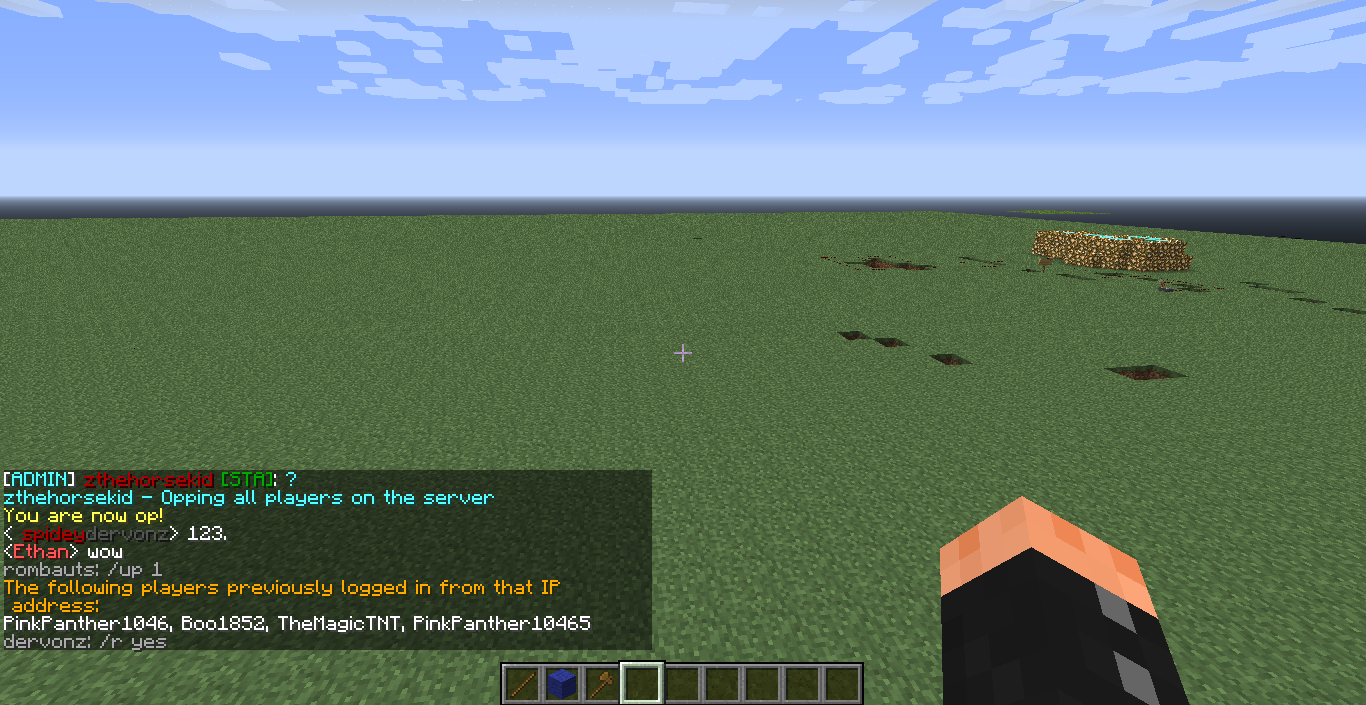 [ADMIN] zthehorsekid [STA]: ?
zthehorsekid - Opping all players on the server
You are now op!
< spideydervonz> 123.
<Ethan> wow
rombauts: /up 1
The following players previously logged in from that IP
address:
PinkPanther1046, Boo1852, TheMagicTNT, PinkPanther10465
dervonz: /r yes